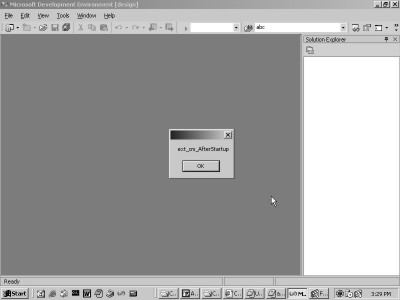 Microsoft Development Environment [design]
File Edit View Tools Window Help
abc
Solution Explorer
ext_cm_AfterStartup
OK
Ready
Start
C...
A...
C...
C...
U...
M...
F...
3:29 PM